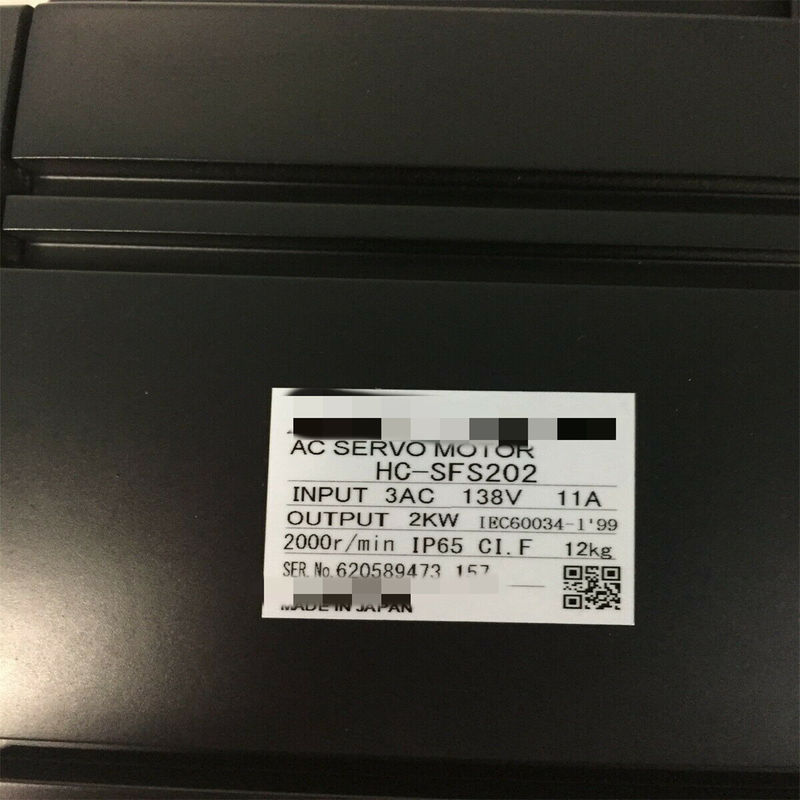 AC SERVO MOTOR
HC-SFS202
INPUT 3AC 138V 11A
OUTPUT 2KW IEC60034-1'99
2000r/min IP65 CI.F 12kg
SER.No.620589473 157
MADE IN JAPAN